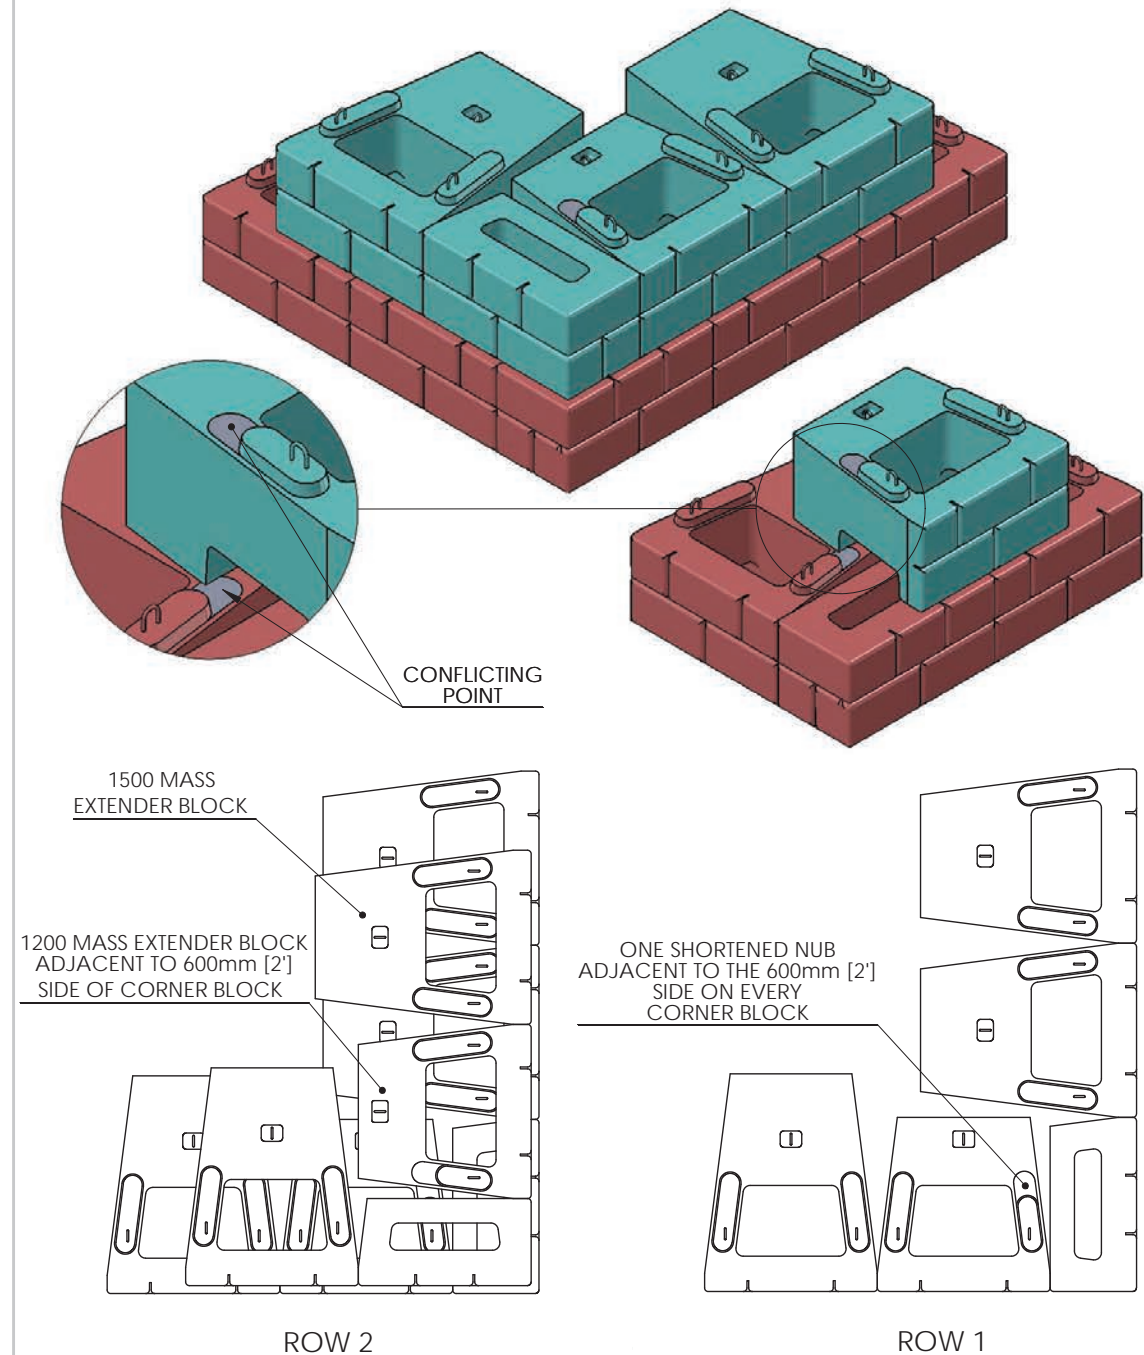 CONFLICTING
POINT
1500 MASS
EXTENDER BLOCK
1200 MASS EXTENDER BLOCK
ADJACENT TO 600mm [2']
SIDE OF CORNER BLOCK
ONE SHORTENED NUB
ADJACENT TO THE 600mm [2']
SIDE ON EVERY
CORNER BLOCK
ROW 2
ROW 1